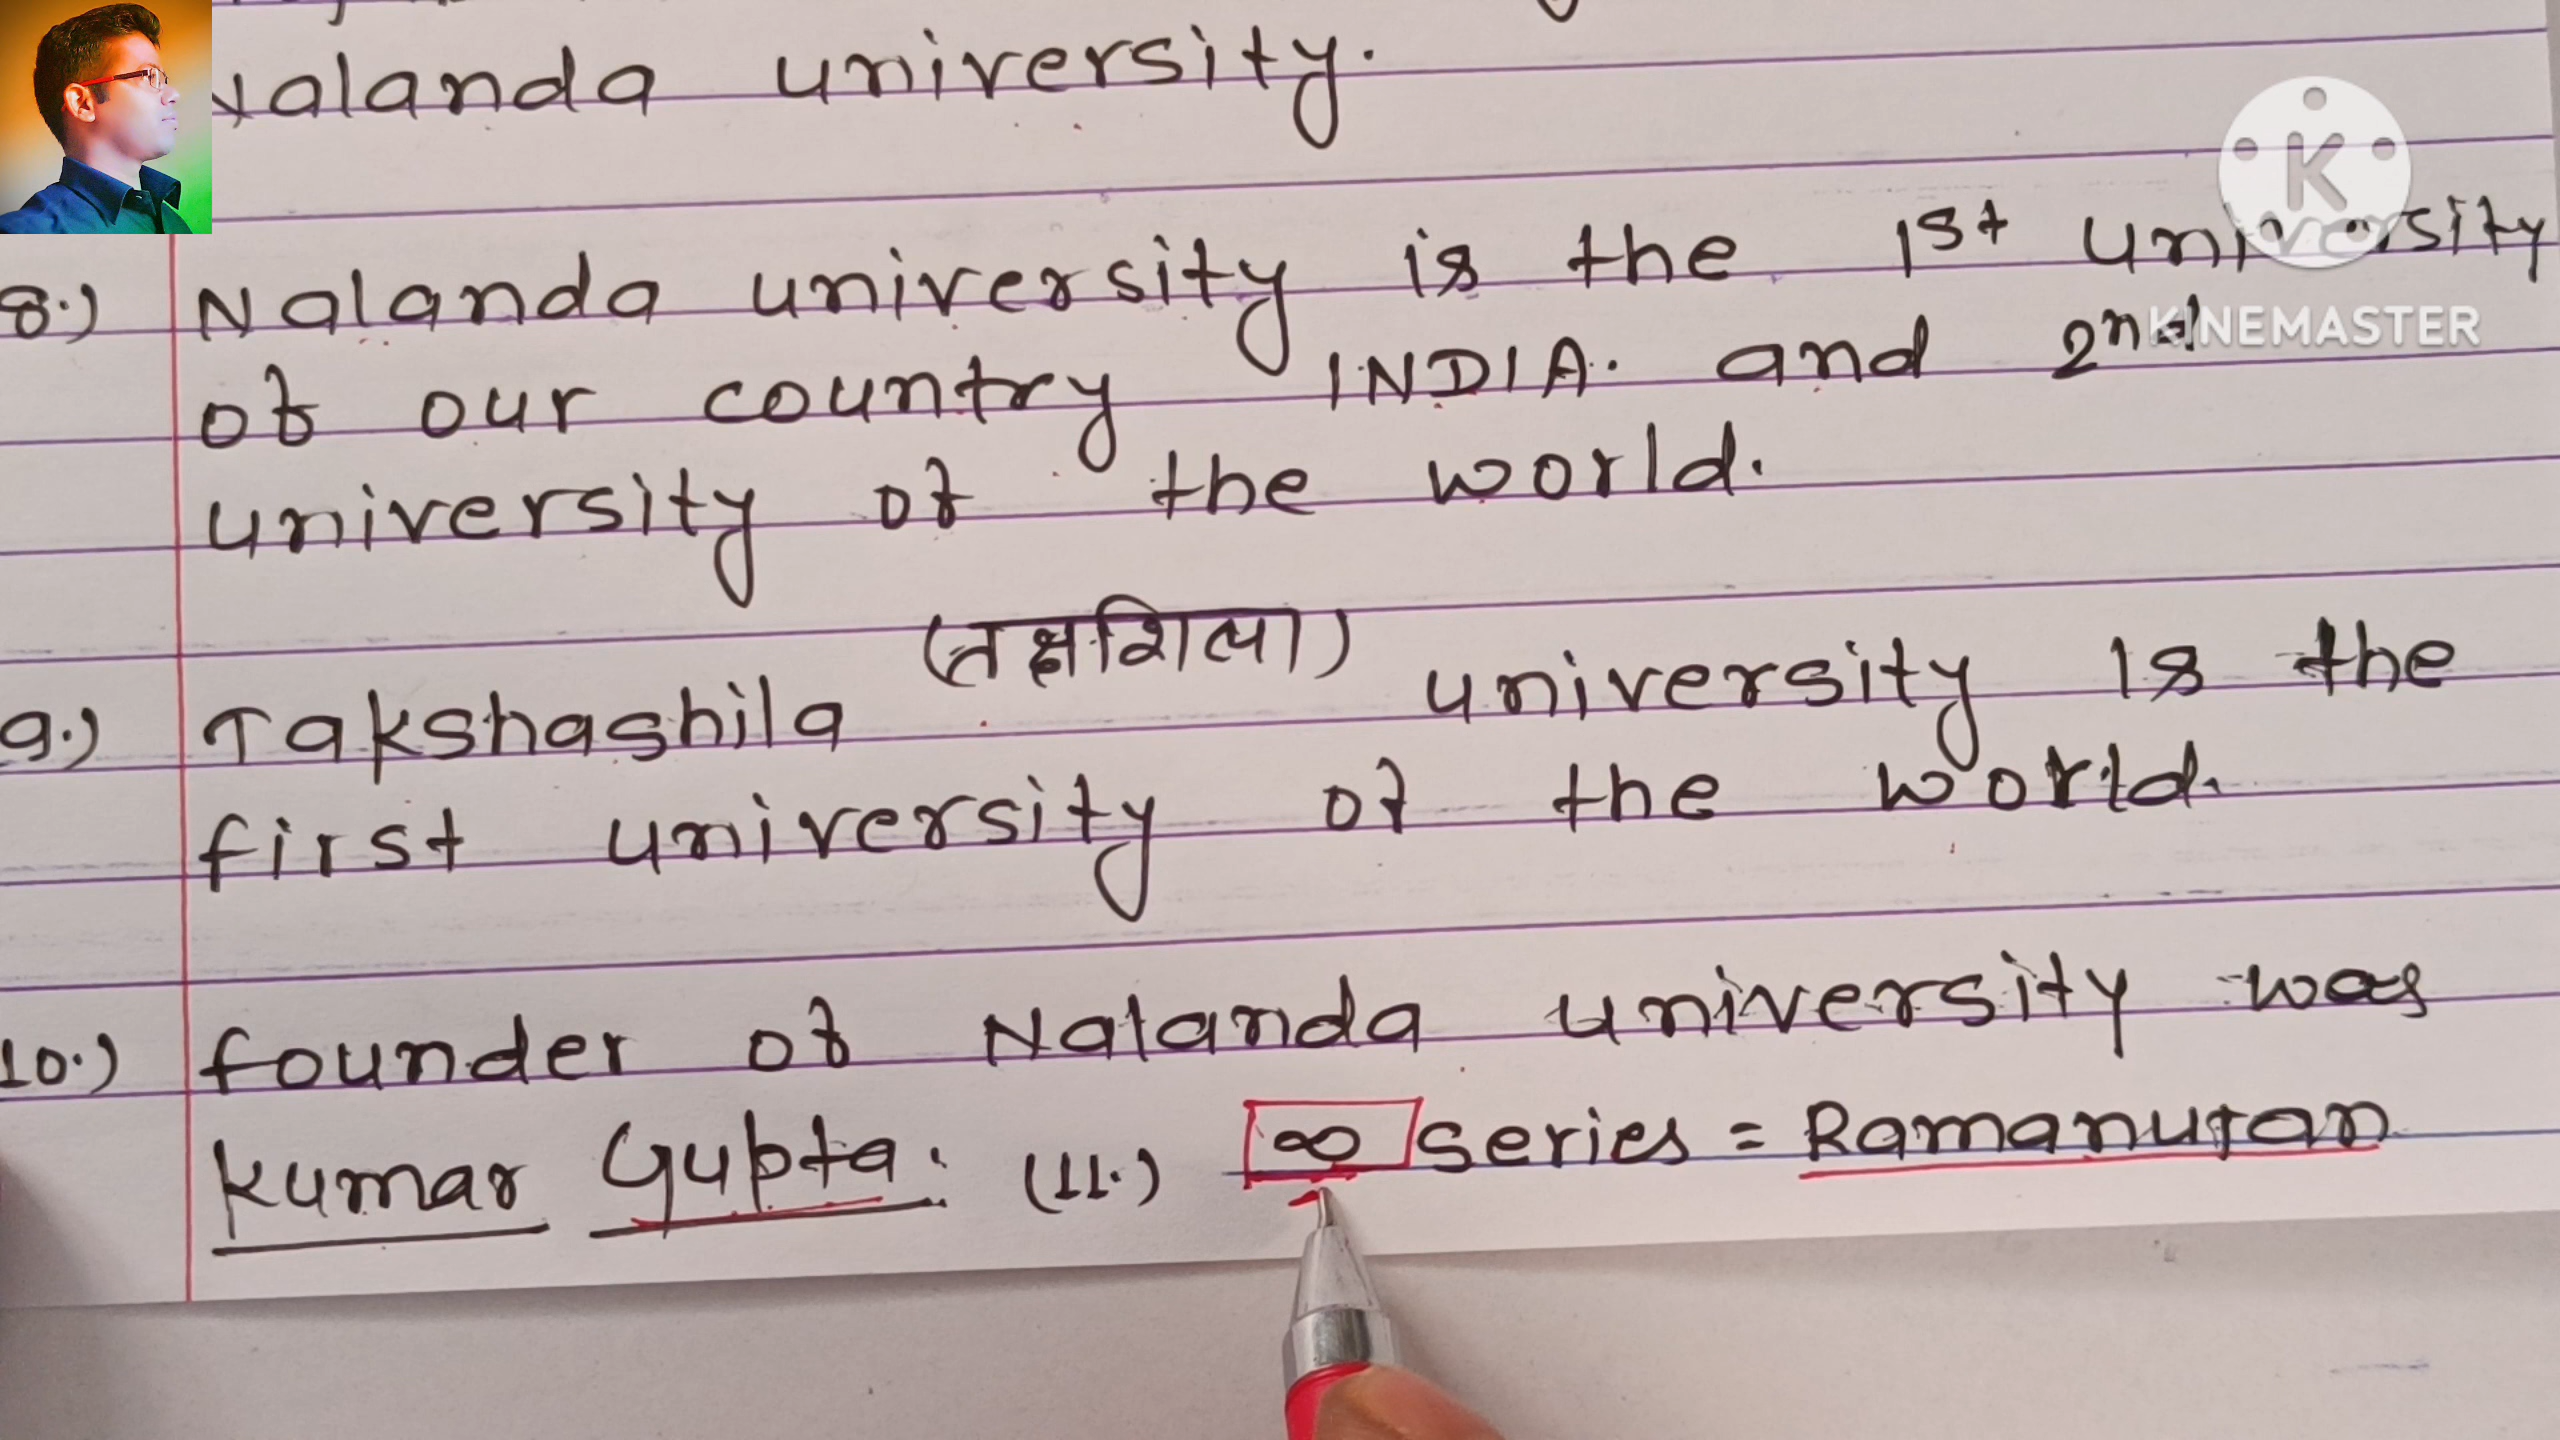 Nalanda university.
8.) Nalanda university is the 1st university
of our country INDIA. and 2nd
university of the world.
(तक्षशिला)
9.) Takshashila university is the
first university of the world.
10.) founder of Nalanda university was
Kumar Gupta. (11.) ∞ series = Ramanujan
KINEMASTER